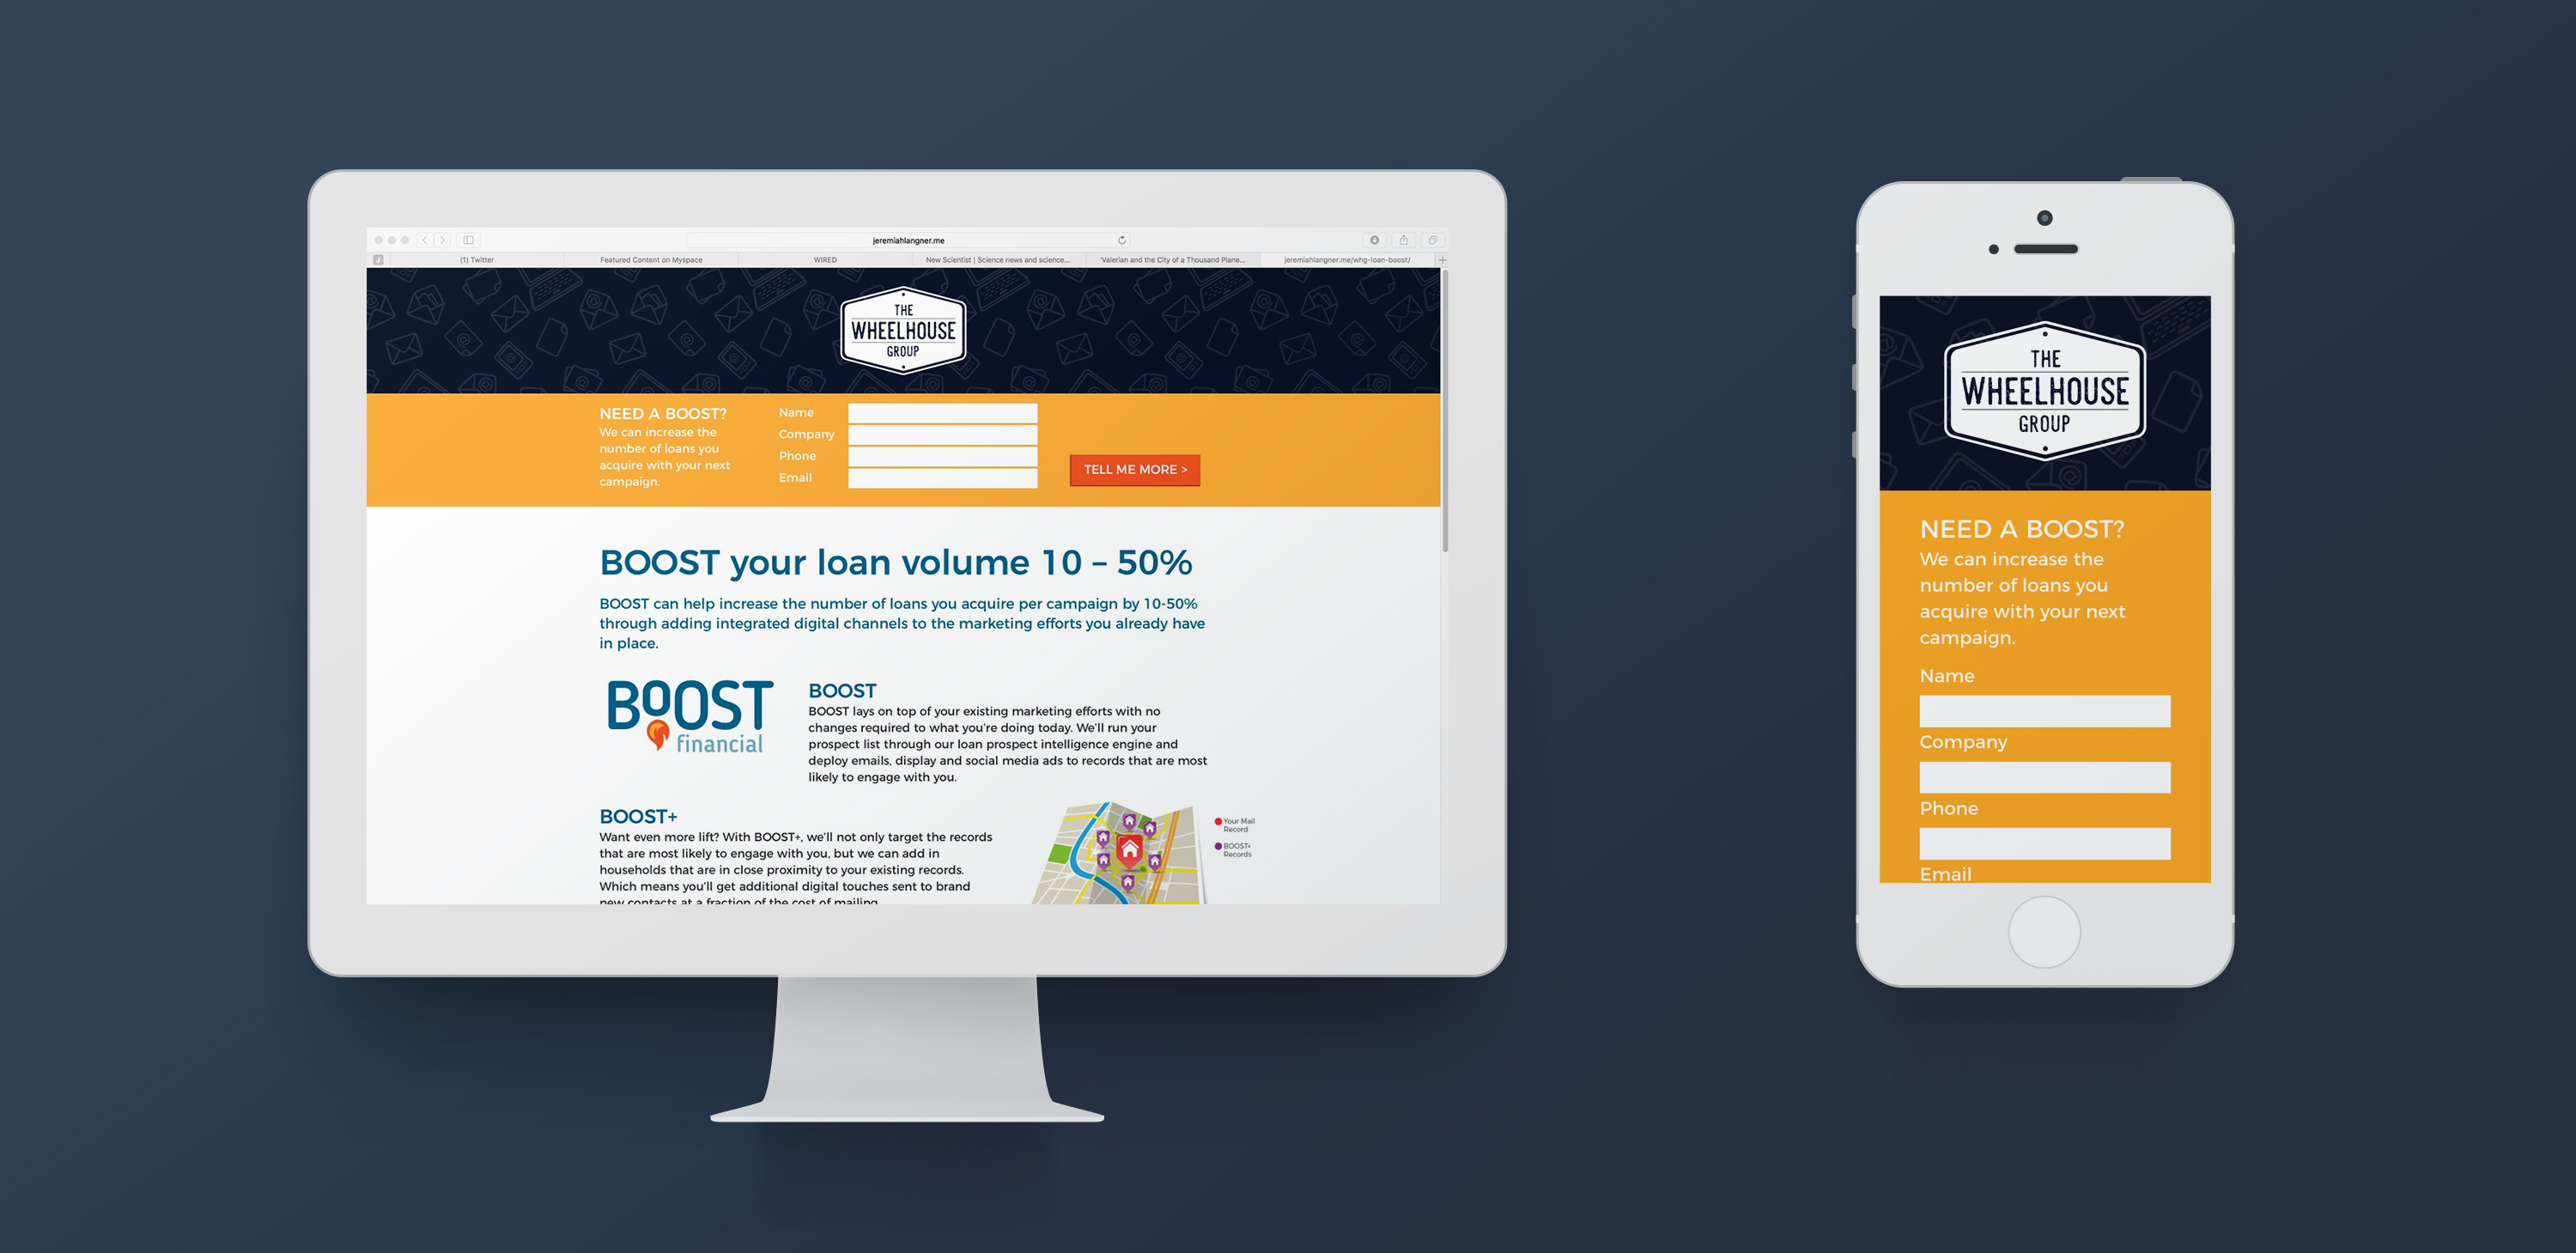 jeremiahlangner.me
(1) Twitter
Featured Content on Myspace
WIRED
New Scientist | Science news and science...
'Valerian and the City of a Thousand Plane...
jeremiahlangner.me/whg-loan-boost/
THE
WHEELHOUSE
GROUP
NEED A BOOST?
We can increase the
number of loans you
acquire with your next
campaign.
Name
Company
Phone
Email
TELL ME MORE >
BOOST your loan volume 10 – 50%
BOOST can help increase the number of loans you acquire per campaign by 10-50%
through adding integrated digital channels to the marketing efforts you already have
in place.
BOOST
financial
BOOST
BOOST lays on top of your existing marketing efforts with no
changes required to what you're doing today. We'll run your
prospect list through our loan prospect intelligence engine and
deploy emails, display and social media ads to records that are most
likely to engage with you.
BOOST+
Want even more lift? With BOOST+, we'll not only target the records
that are most likely to engage with you, but we can add in
households that are in close proximity to your existing records.
Which means you'll get additional digital touches sent to brand
new contacts at a fraction of the cost of mailing
Your Mail
Record
BOOST+
Records
THE
WHEELHOUSE
GROUP
NEED A BOOST?
We can increase the
number of loans you
acquire with your next
campaign.
Name
Company
Phone
Email